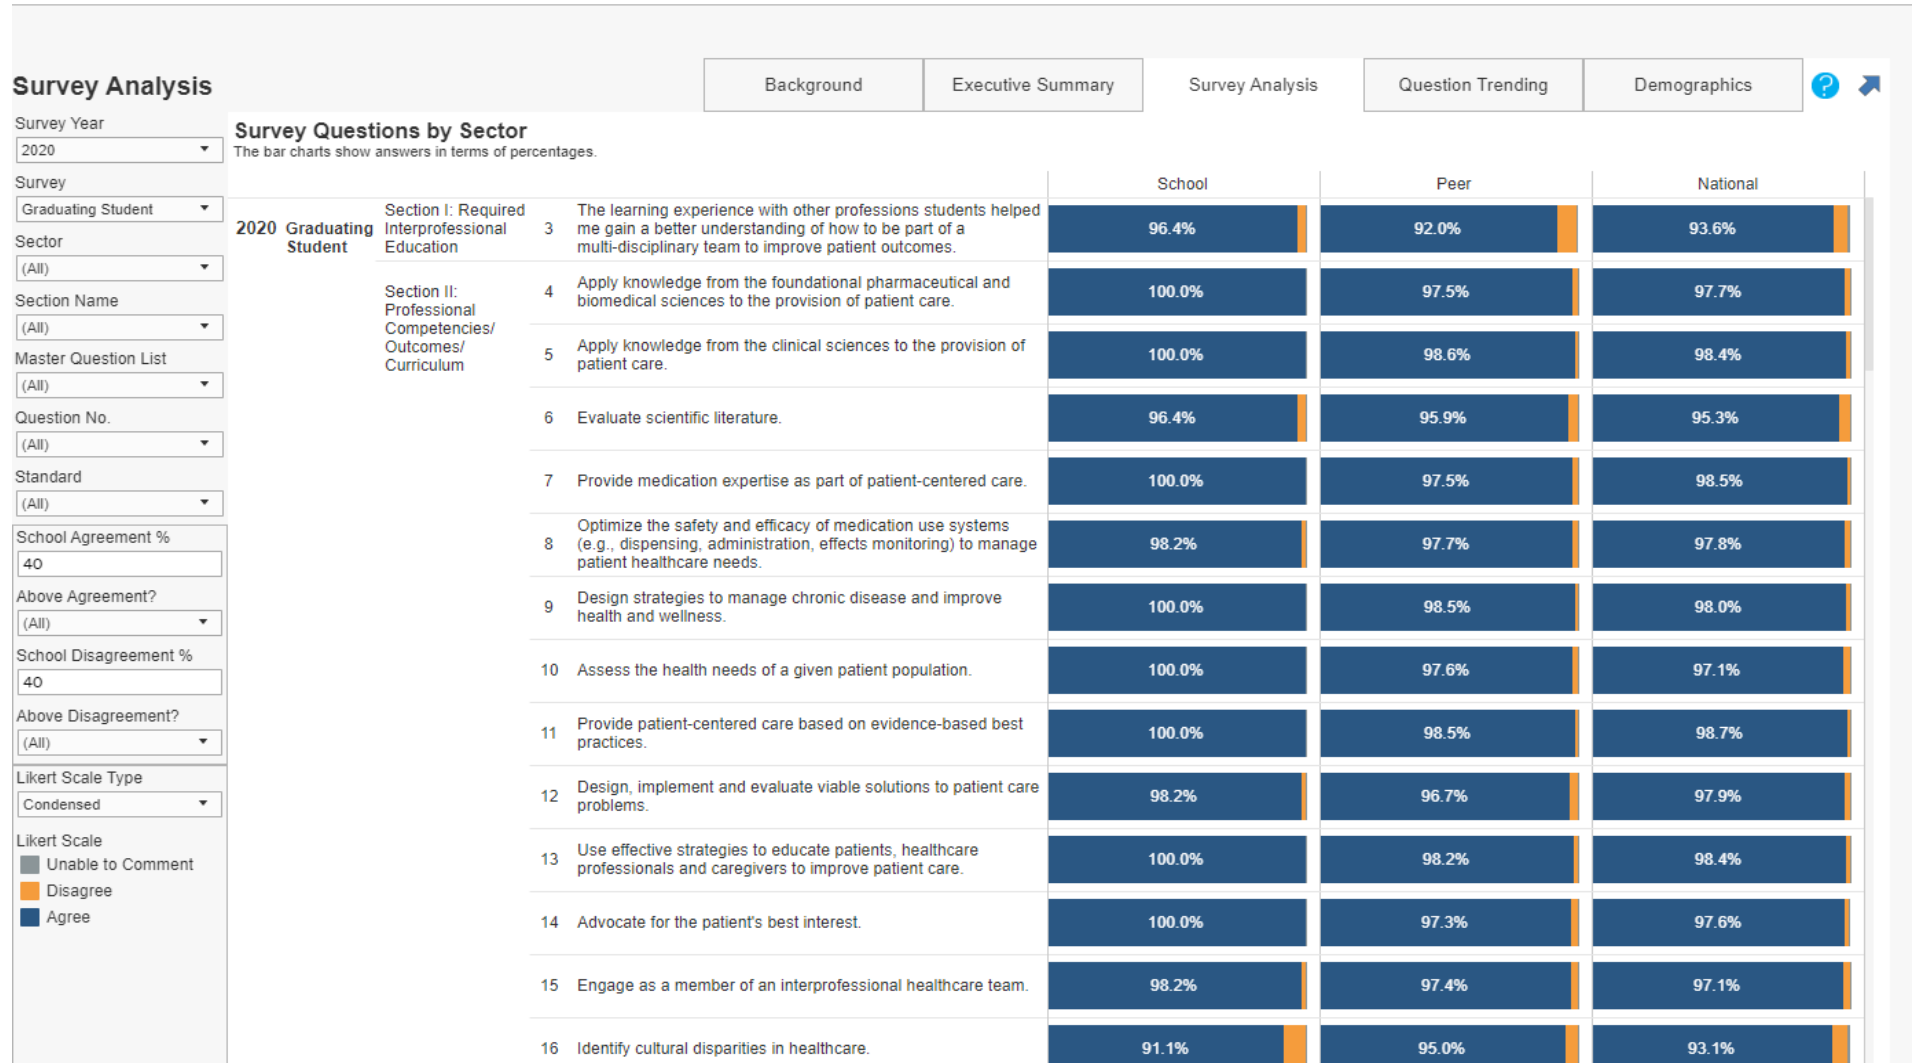 Survey Analysis
Background
Executive Summary
Survey Analysis
Question Trending
Demographics
?
Survey Year
2020
Survey
Graduating Student
Sector
(All)
Section Name
(All)
Master Question List
(All)
Question No.
(All)
Standard
(All)
School Agreement %
40
Above Agreement?
(All)
School Disagreement %
40
Above Disagreement?
(All)
Likert Scale Type
Condensed
Likert Scale
Unable to Comment
Disagree
Agree
Survey Questions by Sector
The bar charts show answers in terms of percentages.
School Peer National
2020 Graduating
Student
Section I: Required
Interprofessional
Education
3 The learning experience with other professions students helped
me gain a better understanding of how to be part of a
multi-disciplinary team to improve patient outcomes.
96.4% 92.0% 93.6%
Section II:
Professional
Competencies/
Outcomes/
Curriculum
4 Apply knowledge from the foundational pharmaceutical and
biomedical sciences to the provision of patient care.
100.0% 97.5% 97.7%
5 Apply knowledge from the clinical sciences to the provision of
patient care.
100.0% 98.6% 98.4%
6 Evaluate scientific literature.
96.4% 95.9% 95.3%
7 Provide medication expertise as part of patient-centered care.
100.0% 97.5% 98.5%
8 Optimize the safety and efficacy of medication use systems
(e.g., dispensing, administration, effects monitoring) to manage
patient healthcare needs.
98.2% 97.7% 97.8%
9 Design strategies to manage chronic disease and improve
health and wellness.
100.0% 98.5% 98.0%
10 Assess the health needs of a given patient population.
100.0% 97.6% 97.1%
11 Provide patient-centered care based on evidence-based best
practices.
100.0% 98.5% 98.7%
12 Design, implement and evaluate viable solutions to patient care
problems.
98.2% 96.7% 97.9%
13 Use effective strategies to educate patients, healthcare
professionals and caregivers to improve patient care.
100.0% 98.2% 98.4%
14 Advocate for the patient's best interest.
100.0% 97.3% 97.6%
15 Engage as a member of an interprofessional healthcare team.
98.2% 97.4% 97.1%
16 Identify cultural disparities in healthcare.
91.1% 95.0% 93.1%